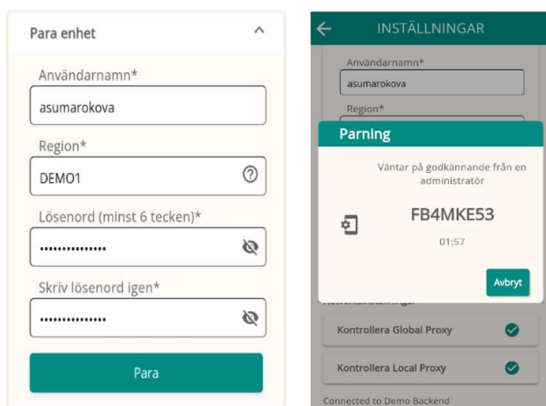 Para enhet
Användarnamn*
asumarokova
Region*
DEMO1
Lösenord (minst 6 tecken)*
•••••••••••••••
Skriv lösenord igen*
•••••••••••••••
Para
INSTÄLLNINGAR
Användarnamn*
asumarokova
Region*
Parning
Väntar på godkännande från en
administratör
FB4MKE53
01:57
Avbryt
Kontrollera Global Proxy
Kontrollera Local Proxy
Connected to Demo Backend